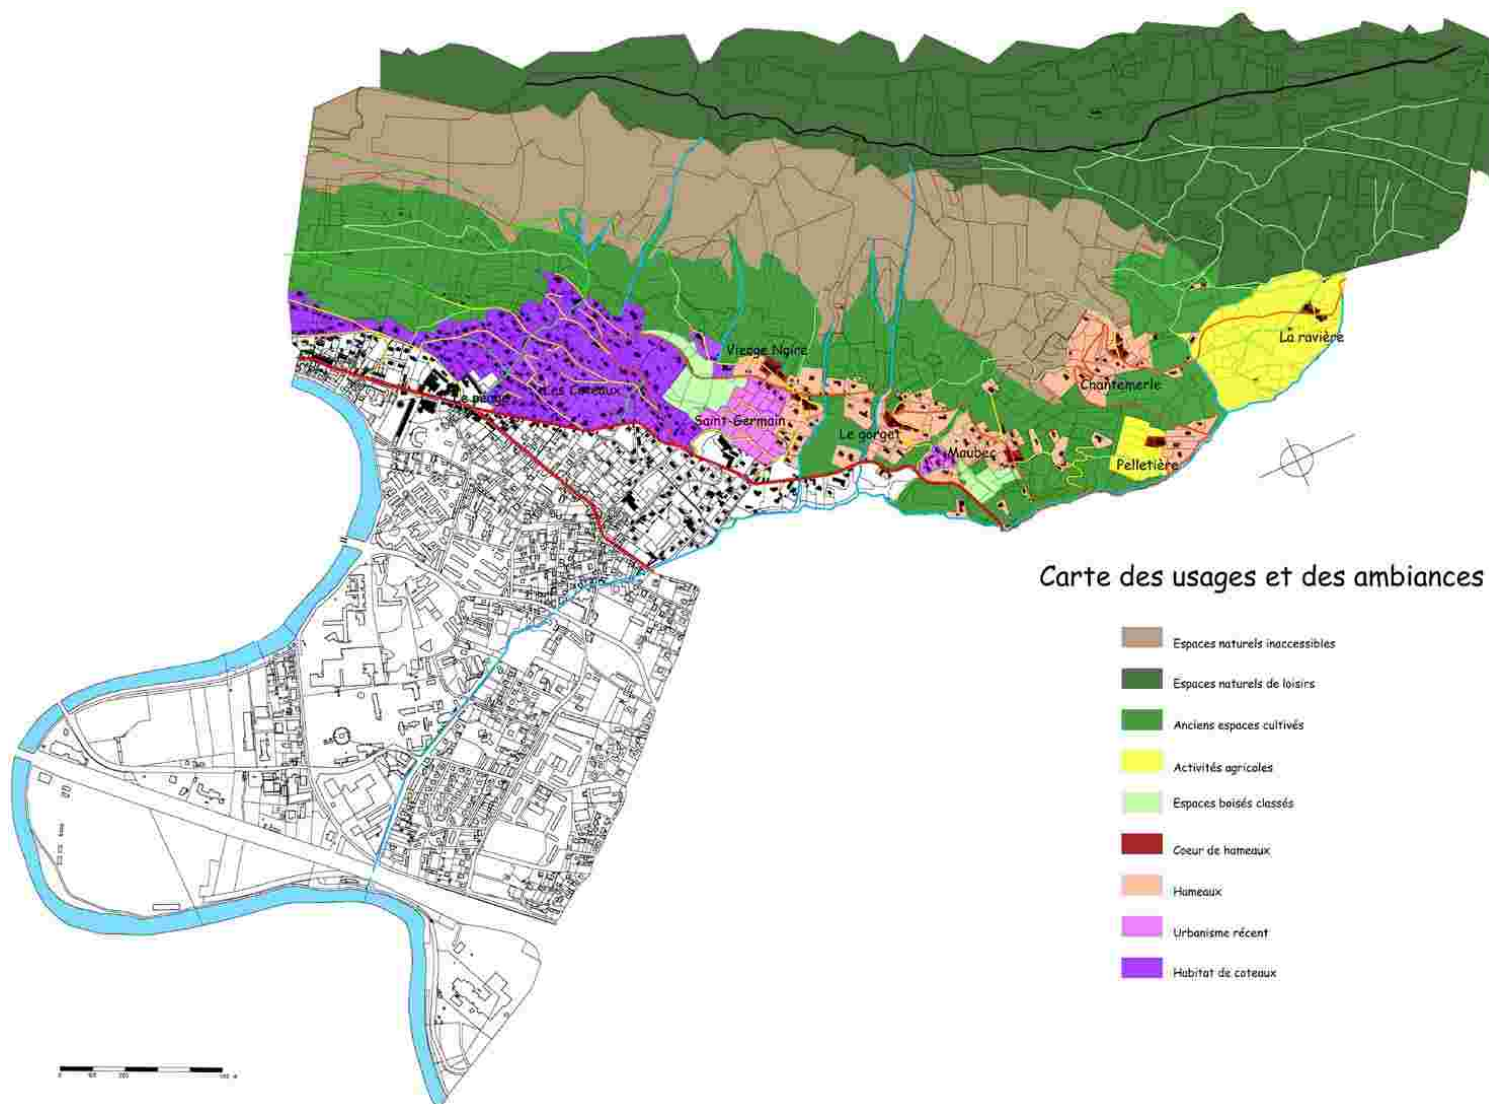 Vierge Noire
La ravière
Chantemerle
Les Coteaux
Saint-Germain
Le gorget
Maubec
Pelletière
Carte des usages et des ambiances
Espaces naturels inaccessibles
Espaces naturels de loisirs
Anciens espaces cultivés
Activités agricoles
Espaces boisés classés
Coeur de hameaux
Hameaux
Urbanisme récent
Habitat de coteaux
0